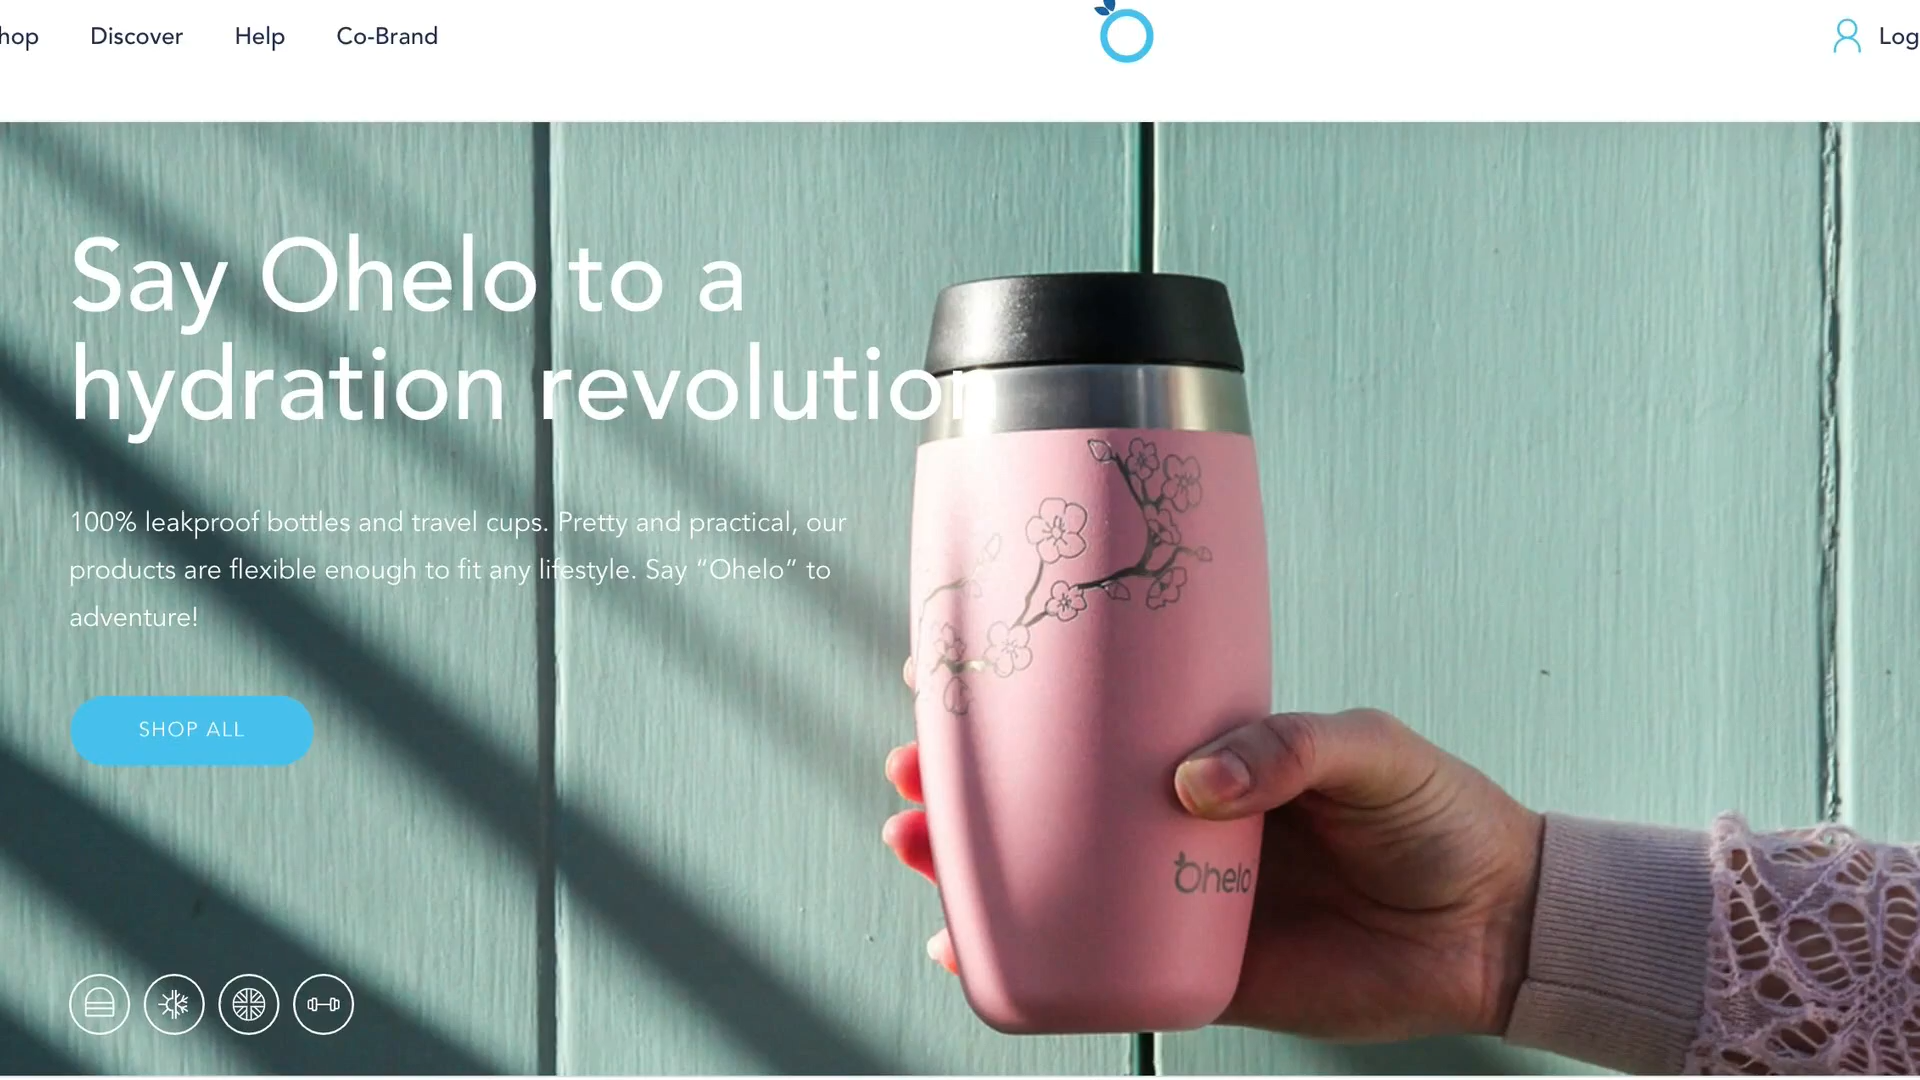 hop
Discover
Help
Co-Brand
Log
Say Ohelo to a
hydration revolution
100% leakproof bottles and travel cups. Pretty and practical, our
products are flexible enough to fit any lifestyle. Say “Ohelo” to
adventure!
SHOP ALL
Ohelo